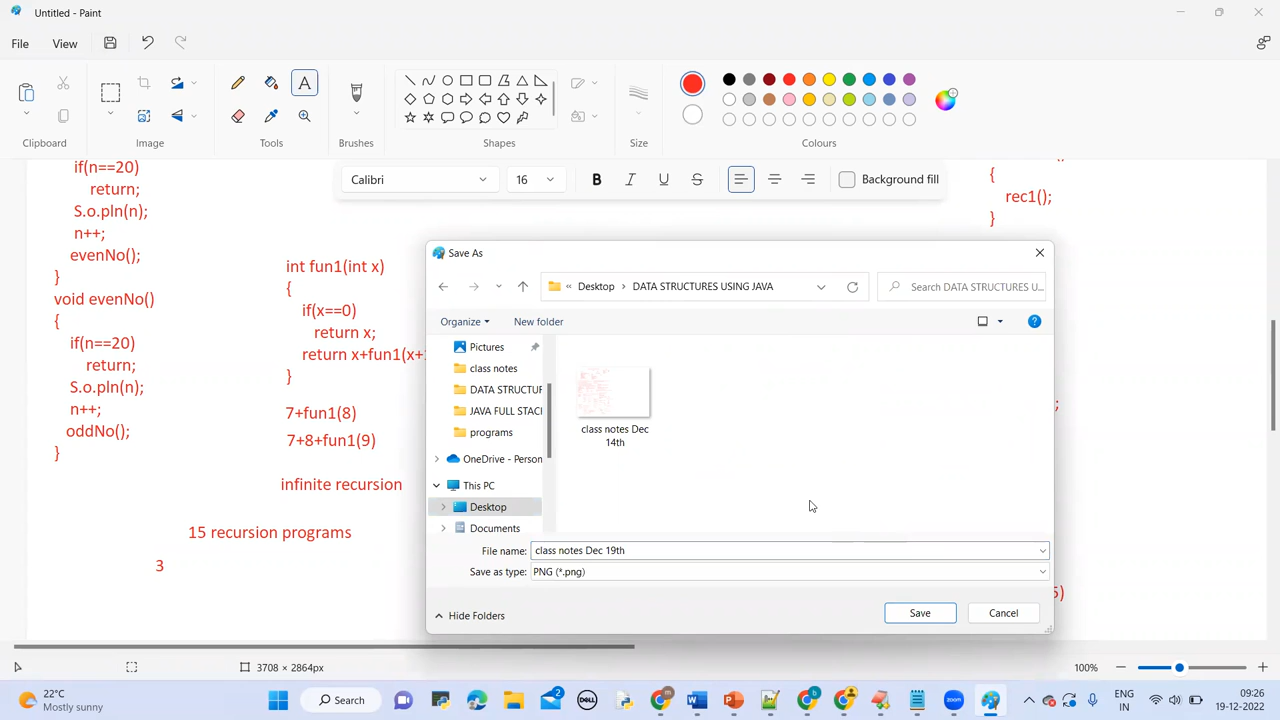 Untitled - Paint
File
View
Clipboard
Image
Tools
Brushes
Shapes
Size
Colours
Calibri
16
B
I
U
Background fill
if(n==20)
return;
S.o.pln(n);
n++;
evenNo();
}
void evenNo()
{
if(n==20)
return;
S.o.pln(n);
n++;
oddNo();
}
int fun1(int x)
{
if(x==0)
return x;
return x+fun1(x+
}
7+fun1(8)
7+8+fun1(9)
infinite recursion
15 recursion programs
3
{
rec1();
}
Save As
« Desktop > DATA STRUCTURES USING JAVA
Search DATA STRUCTURES U...
Organize
New folder
Pictures
class notes
DATA STRUCTUR
JAVA FULL STACI
programs
OneDrive - Person
This PC
Desktop
Documents
class notes Dec
14th
File name: class notes Dec 19th
Save as type: PNG (*.png)
Hide Folders
Save
Cancel
3708 × 2864px
100%
22°C
Mostly sunny
Search
DELL
ENG
IN
09:26
19-12-2022